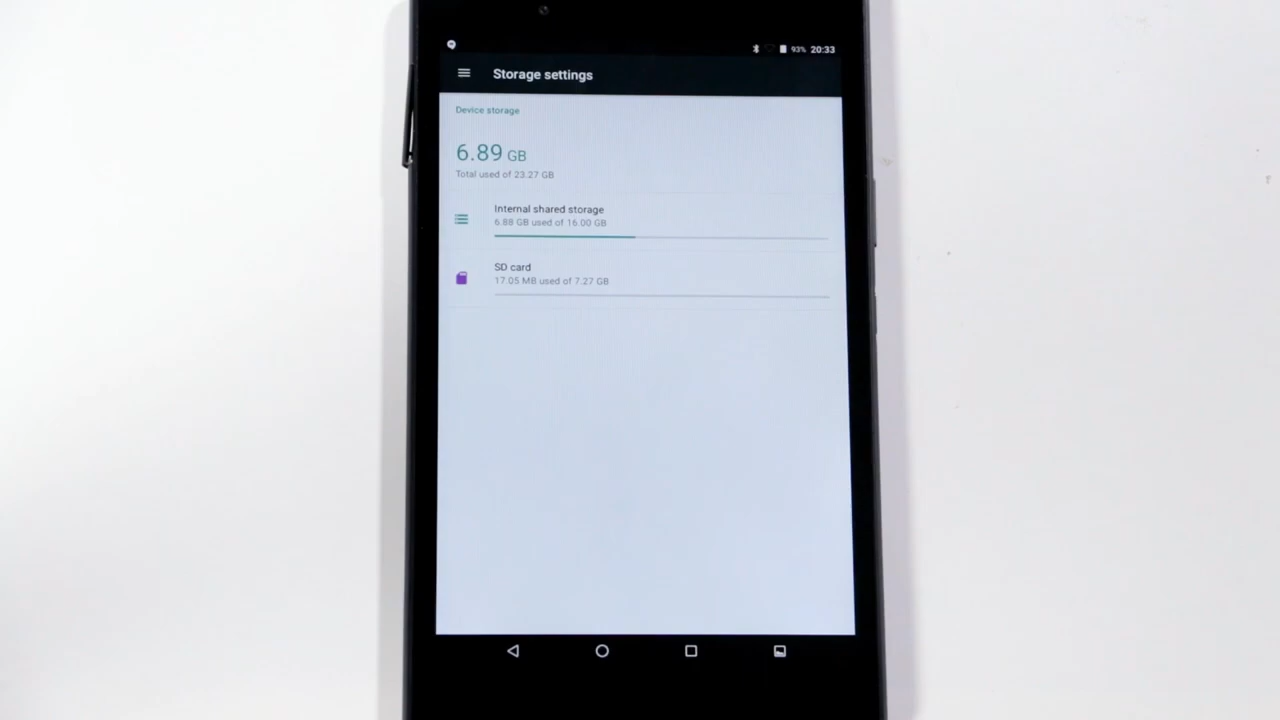 93% 20:33
Storage settings
Device storage
6.89 GB
Total used of 23.27 GB
Internal shared storage
6.88 GB used of 16.00 GB
SD card
17.05 MB used of 7.27 GB